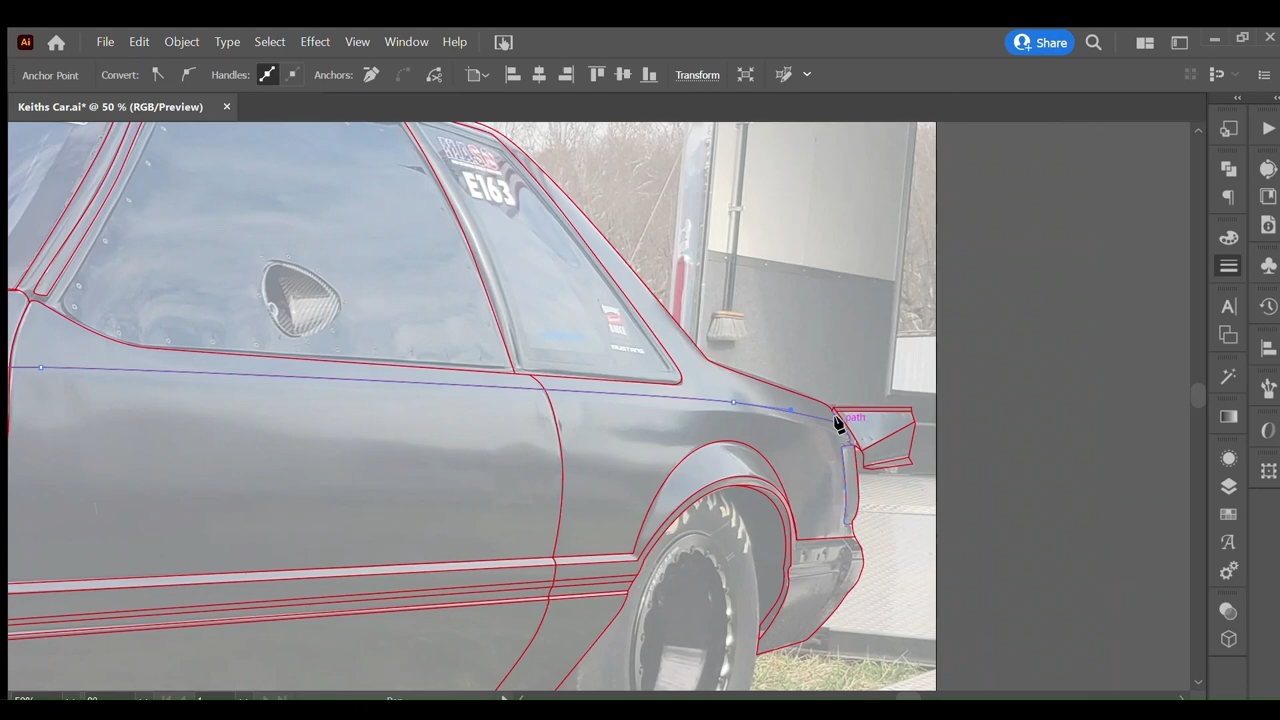 Ai File Edit Object Type Select Effect View Window Help Share
Anchor Point Convert: Handles: Anchors: Transform
Keiths Car.ai* @ 50 % (RGB/Preview)
E163
path